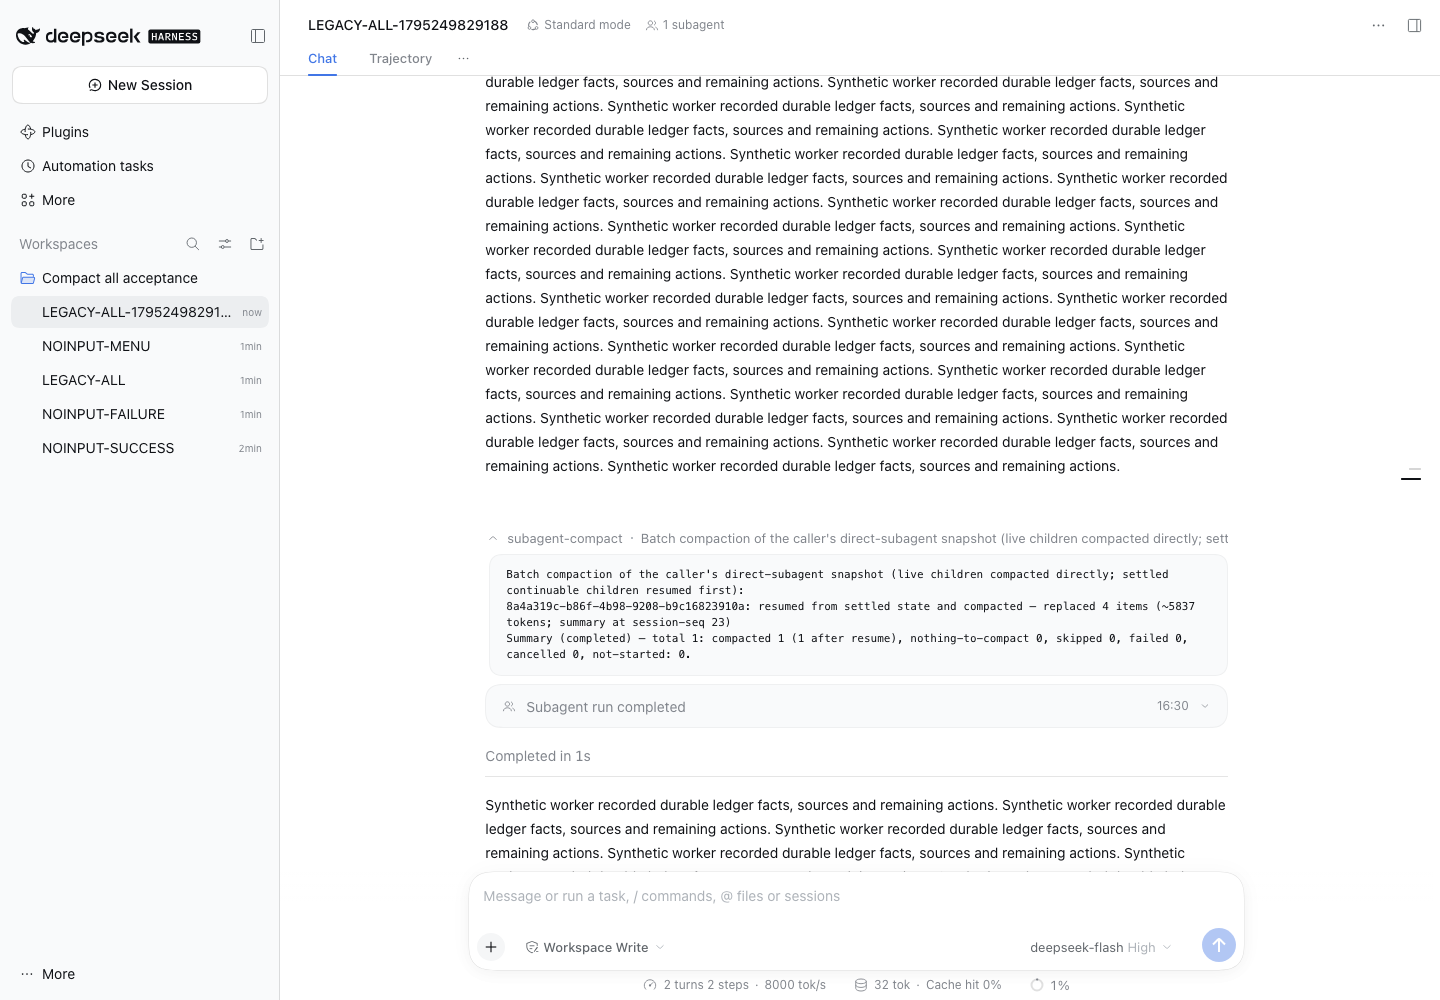 deepseek HARNESS
New Session
Plugins
Automation tasks
More
Workspaces
Compact all acceptance
LEGACY-ALL-17952498291... now
NOINPUT-MENU 1min
LEGACY-ALL 1min
NOINPUT-FAILURE 1min
NOINPUT-SUCCESS 2min
... More
LEGACY-ALL-1795249829188 Standard mode 1 subagent
Chat Trajectory ...
durable ledger facts, sources and remaining actions. Synthetic worker recorded durable ledger facts, sources and
remaining actions. Synthetic worker recorded durable ledger facts, sources and remaining actions. Synthetic
worker recorded durable ledger facts, sources and remaining actions. Synthetic worker recorded durable ledger
facts, sources and remaining actions. Synthetic worker recorded durable ledger facts, sources and remaining
actions. Synthetic worker recorded durable ledger facts, sources and remaining actions. Synthetic worker recorded
durable ledger facts, sources and remaining actions. Synthetic worker recorded durable ledger facts, sources and
remaining actions. Synthetic worker recorded durable ledger facts, sources and remaining actions. Synthetic
worker recorded durable ledger facts, sources and remaining actions. Synthetic worker recorded durable ledger
facts, sources and remaining actions. Synthetic worker recorded durable ledger facts, sources and remaining
actions. Synthetic worker recorded durable ledger facts, sources and remaining actions. Synthetic worker recorded
durable ledger facts, sources and remaining actions. Synthetic worker recorded durable ledger facts, sources and
remaining actions. Synthetic worker recorded durable ledger facts, sources and remaining actions. Synthetic
worker recorded durable ledger facts, sources and remaining actions. Synthetic worker recorded durable ledger
facts, sources and remaining actions. Synthetic worker recorded durable ledger facts, sources and remaining
actions. Synthetic worker recorded durable ledger facts, sources and remaining actions. Synthetic worker recorded
durable ledger facts, sources and remaining actions. Synthetic worker recorded durable ledger facts, sources and
remaining actions. Synthetic worker recorded durable ledger facts, sources and remaining actions.
subagent-compact · Batch compaction of the caller's direct-subagent snapshot (live children compacted directly; sett
Batch compaction of the caller's direct-subagent snapshot (live children compacted directly; settled
continuable children resumed first):
8a4a319c-b86f-4b98-9208-b9c16823910a: resumed from settled state and compacted — replaced 4 items (~5837
tokens; summary at session-seq 23)
Summary (completed) — total 1: compacted 1 (1 after resume), nothing-to-compact 0, skipped 0, failed 0,
cancelled 0, not-started: 0.
Subagent run completed 16:30
Completed in 1s
Synthetic worker recorded durable ledger facts, sources and remaining actions. Synthetic worker recorded durable
ledger facts, sources and remaining actions. Synthetic worker recorded durable ledger facts, sources and
remaining actions. Synthetic worker recorded durable ledger facts, sources and remaining actions. Synthetic
Message or run a task, / commands, @ files or sessions
Workspace Write deepseek-flash High
2 turns 2 steps · 8000 tok/s 32 tok · Cache hit 0% 1%